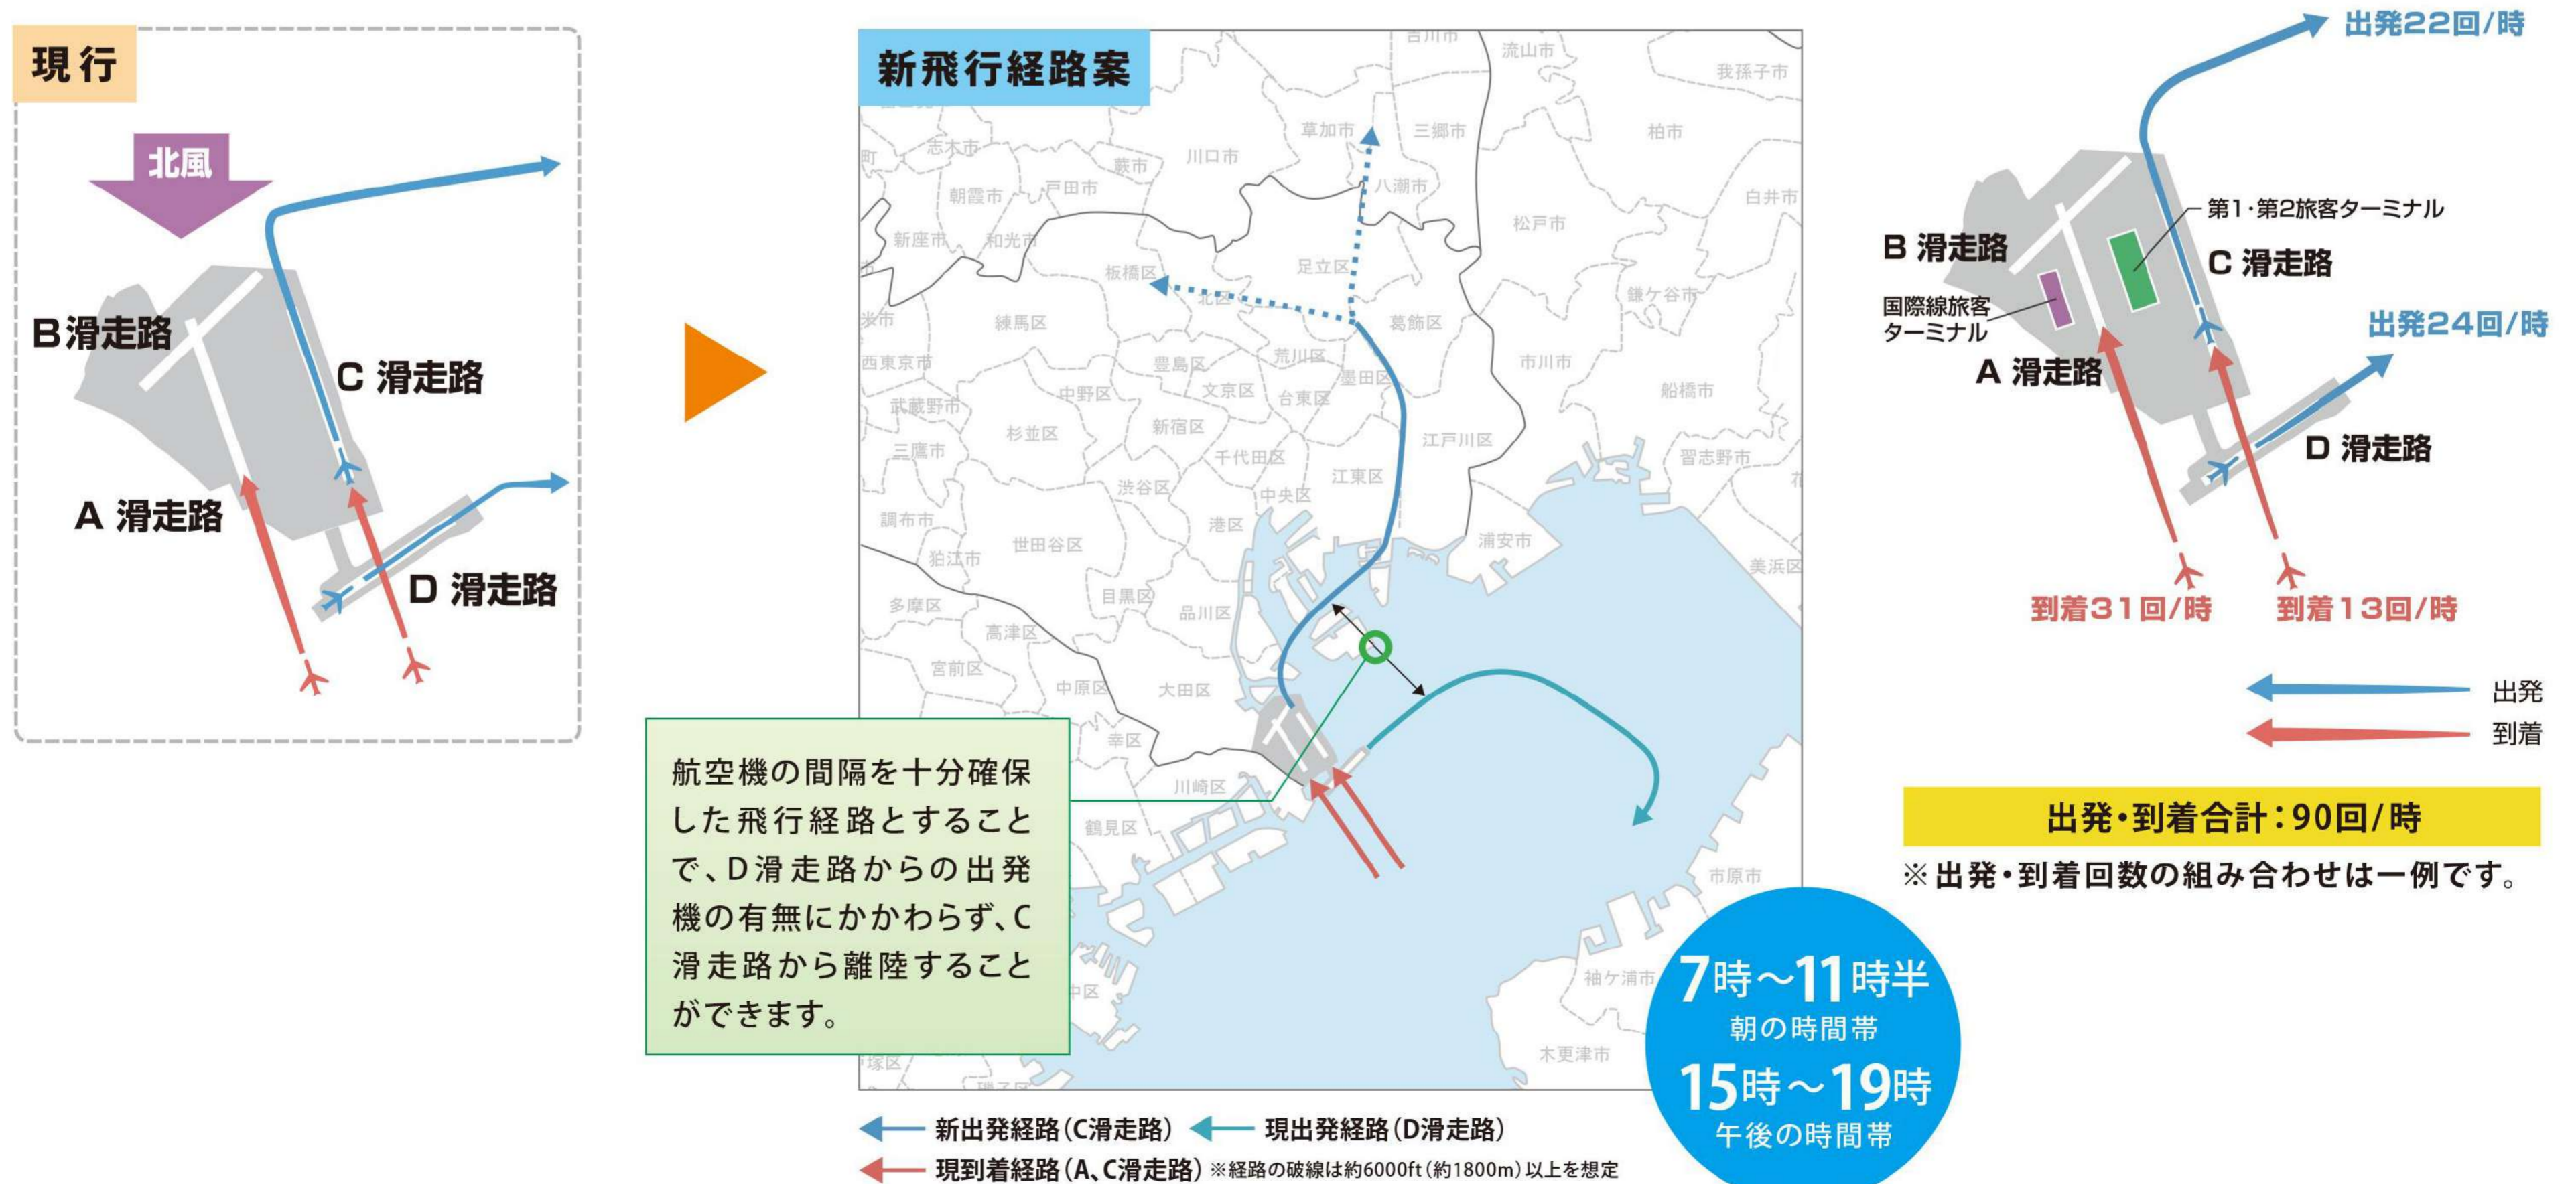 現行
北風
B滑走路
C 滑走路
A 滑走路
D 滑走路
新飛行経路案
吉川市
流山市
我孫子市
草加市
三郷市
柏市
志木市
蕨市
川口市
町
朝霞市
戸田市
八潮市
白井市
新座市
和光市
松戸市
板橋区
足立区
北区
鎌ケ谷市
練馬区
葛飾区
西東京市
豊島区
荒川区
墨田区
市川市
船橋市
武蔵野市
中野区
文京区
台東区
杉並区
新宿区
江戸川区
三鷹市
千代田区
習志野市
渋谷区
中央区
江東区
調布市
港区
狛江市
世田谷区
浦安市
美浜区
多摩区
目黒区
品川区
高津区
宮前区
中原区
大田区
幸区
川崎区
鶴見区
市原市
中区
袖ケ浦市
木更津市
磯子区
航空機の間隔を十分確保
した飛行経路とすること
で、D滑走路からの出発
機の有無にかかわらず、C
滑走路から離陸すること
ができます。
7時～11時半
朝の時間帯
15時～19時
午後の時間帯
新出発経路(C滑走路)
現出発経路(D滑走路)
現到着経路(A、C滑走路)
※経路の破線は約6000ft(約1800m)以上を想定
出発22回/時
第1・第2旅客ターミナル
B 滑走路
C 滑走路
国際線旅客
ターミナル
出発24回/時
A 滑走路
D 滑走路
到着31回/時
到着13回/時
出発
到着
出発・到着合計：90回/時
※出発・到着回数の組み合わせは一例です。